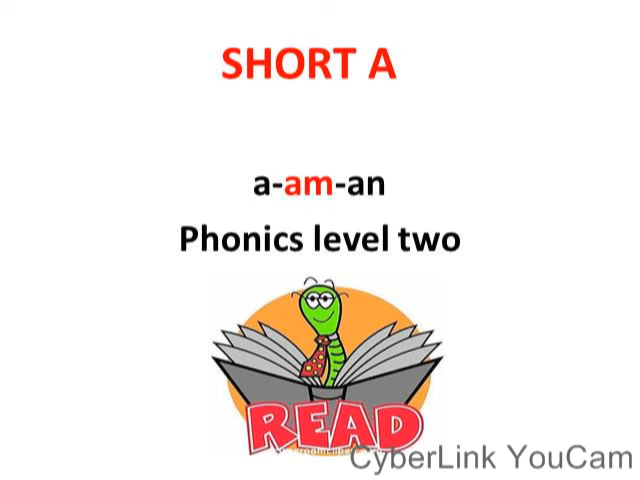 SHORT A
a-am-an
Phonics level two
READ
CyberLink YouCam